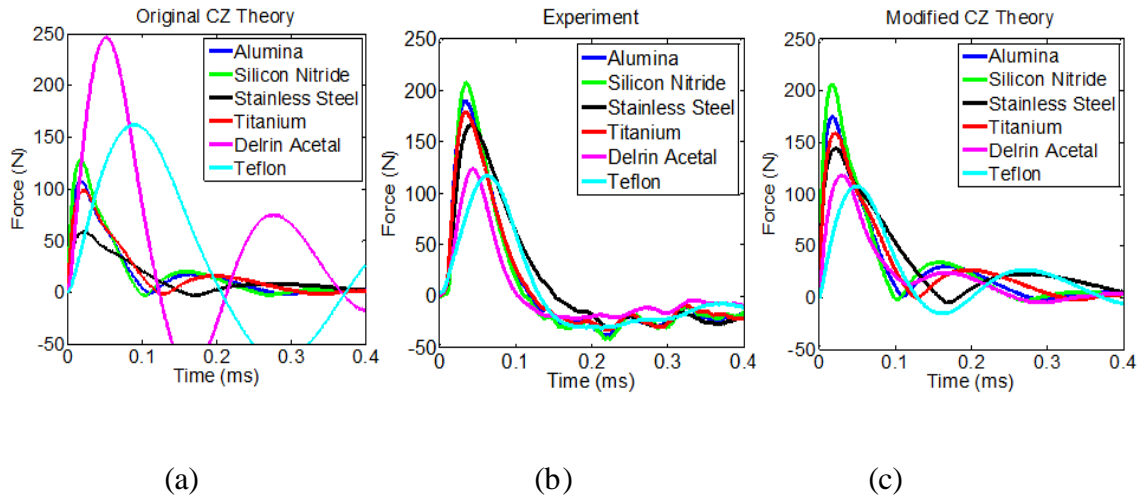 Original CZ Theory
250
200
150
100
50
0
-50
Force (N)
Alumina
Silicon Nitride
Stainless Steel
Titanium
Delrin Acetal
Teflon
0 0.1 0.2 0.3 0.4
Time (ms)
(a)
Experiment
250
200
150
100
50
0
-50
Force (N)
Alumina
Silicon Nitride
Stainless Steel
Titanium
Delrin Acetal
Teflon
0 0.1 0.2 0.3 0.4
Time (ms)
(b)
Modified CZ Theory
250
200
150
100
50
0
-50
Force (N)
Alumina
Silicon Nitride
Stainless Steel
Titanium
Delrin Acetal
Teflon
0 0.1 0.2 0.3 0.4
Time (ms)
(c)